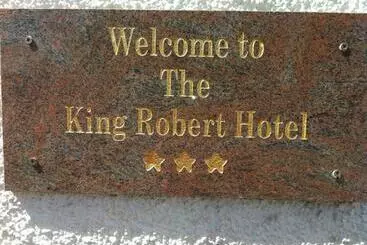 Welcome to
The
King Robert Hotel